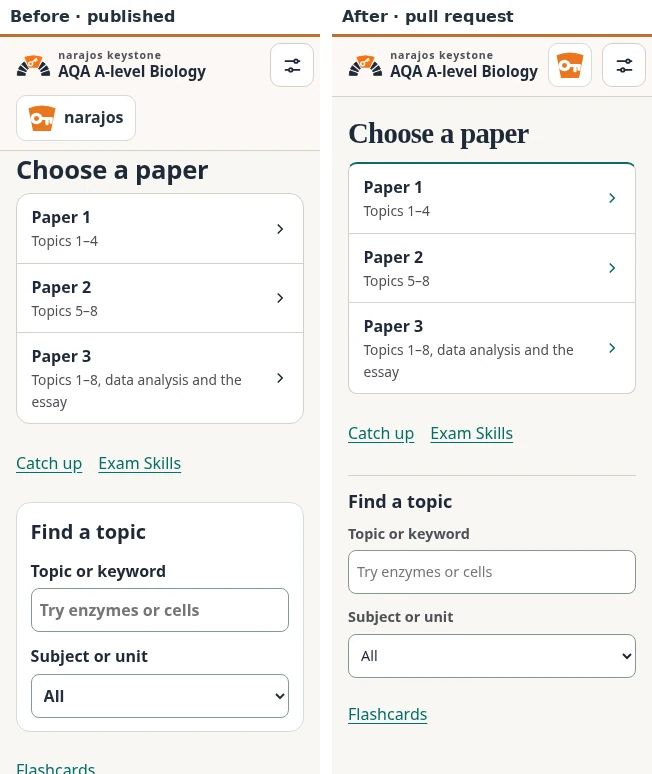 Before · published
narajos keystone
AQA A-level Biology
narajos
Choose a paper
Paper 1
Topics 1–4
Paper 2
Topics 5–8
Paper 3
Topics 1–8, data analysis and the
essay
Catch up Exam Skills
Find a topic
Topic or keyword
Try enzymes or cells
Subject or unit
All
Flashcards
After · pull request
narajos keystone
AQA A-level Biology
Choose a paper
Paper 1
Topics 1–4
Paper 2
Topics 5–8
Paper 3
Topics 1–8, data analysis and the
essay
Catch up Exam Skills
Find a topic
Topic or keyword
Try enzymes or cells
Subject or unit
All
Flashcards